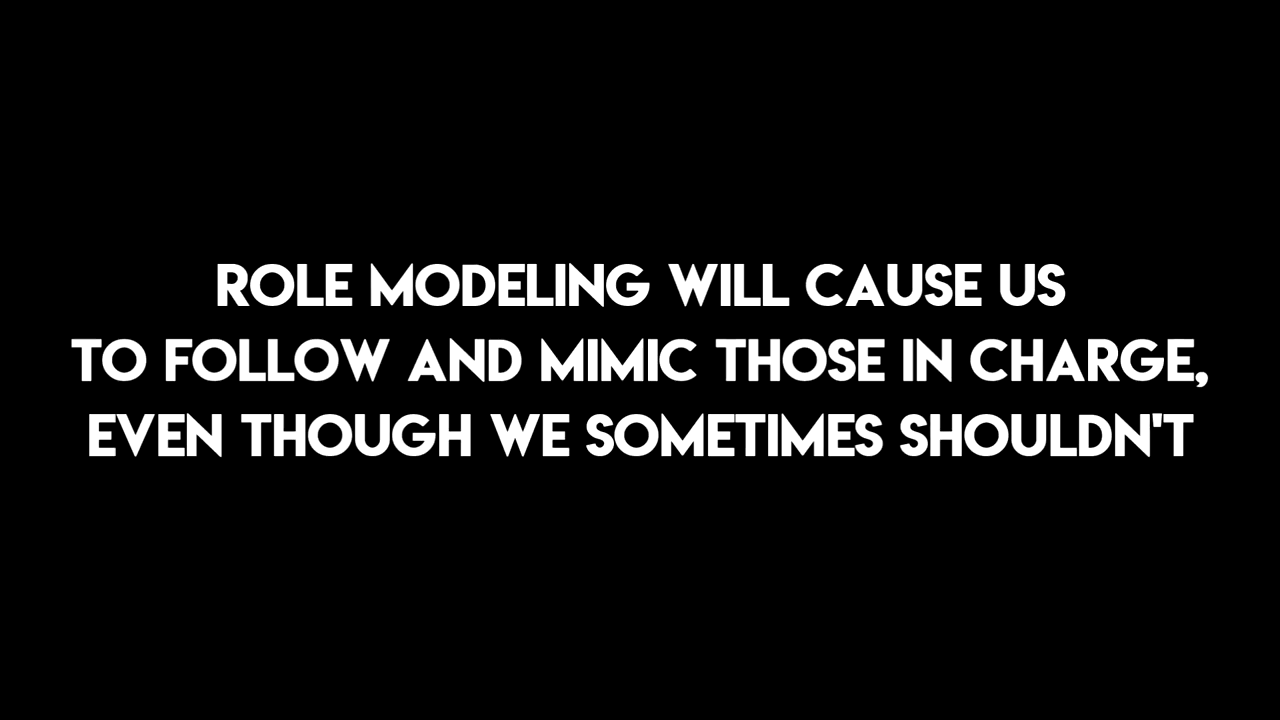 ROLE MODELING WILL CAUSE US
TO FOLLOW AND MIMIC THOSE IN CHARGE,
EVEN THOUGH WE SOMETIMES SHOULDN'T